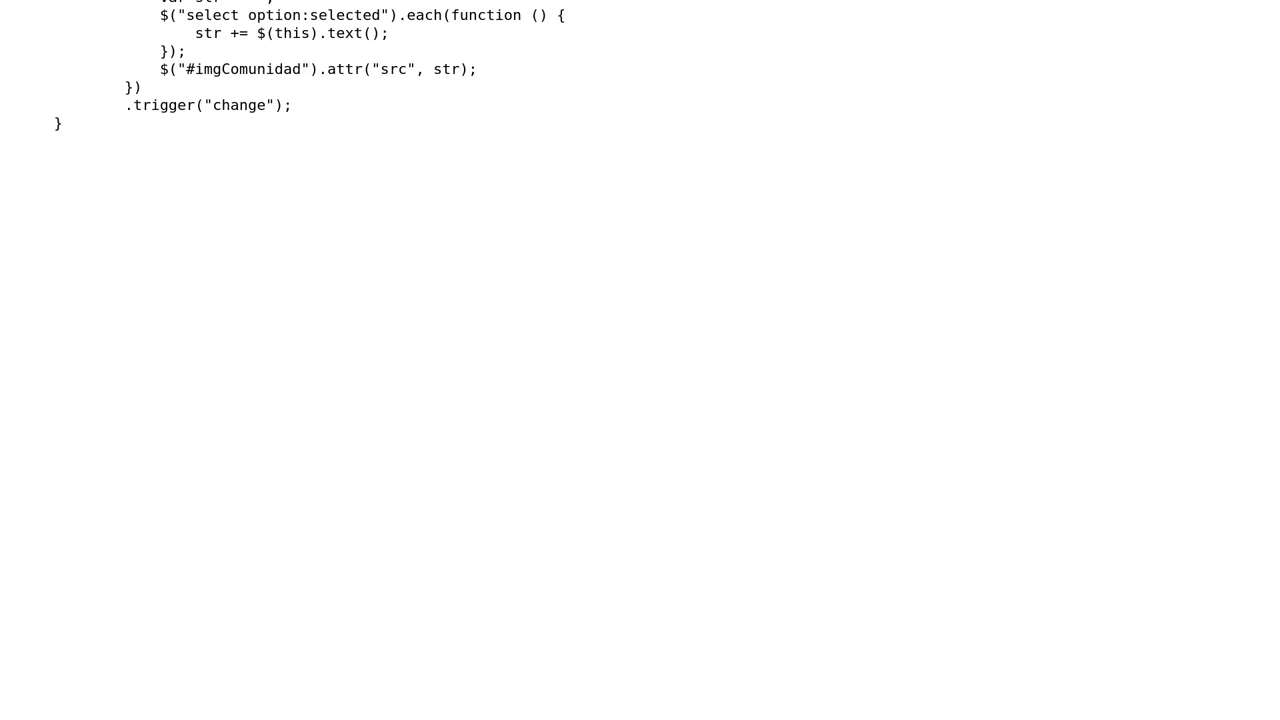 $("select option:selected").each(function () {
str += $(this).text();
});
$("#imgComunidad").attr("src", str);
})
.trigger("change");
}